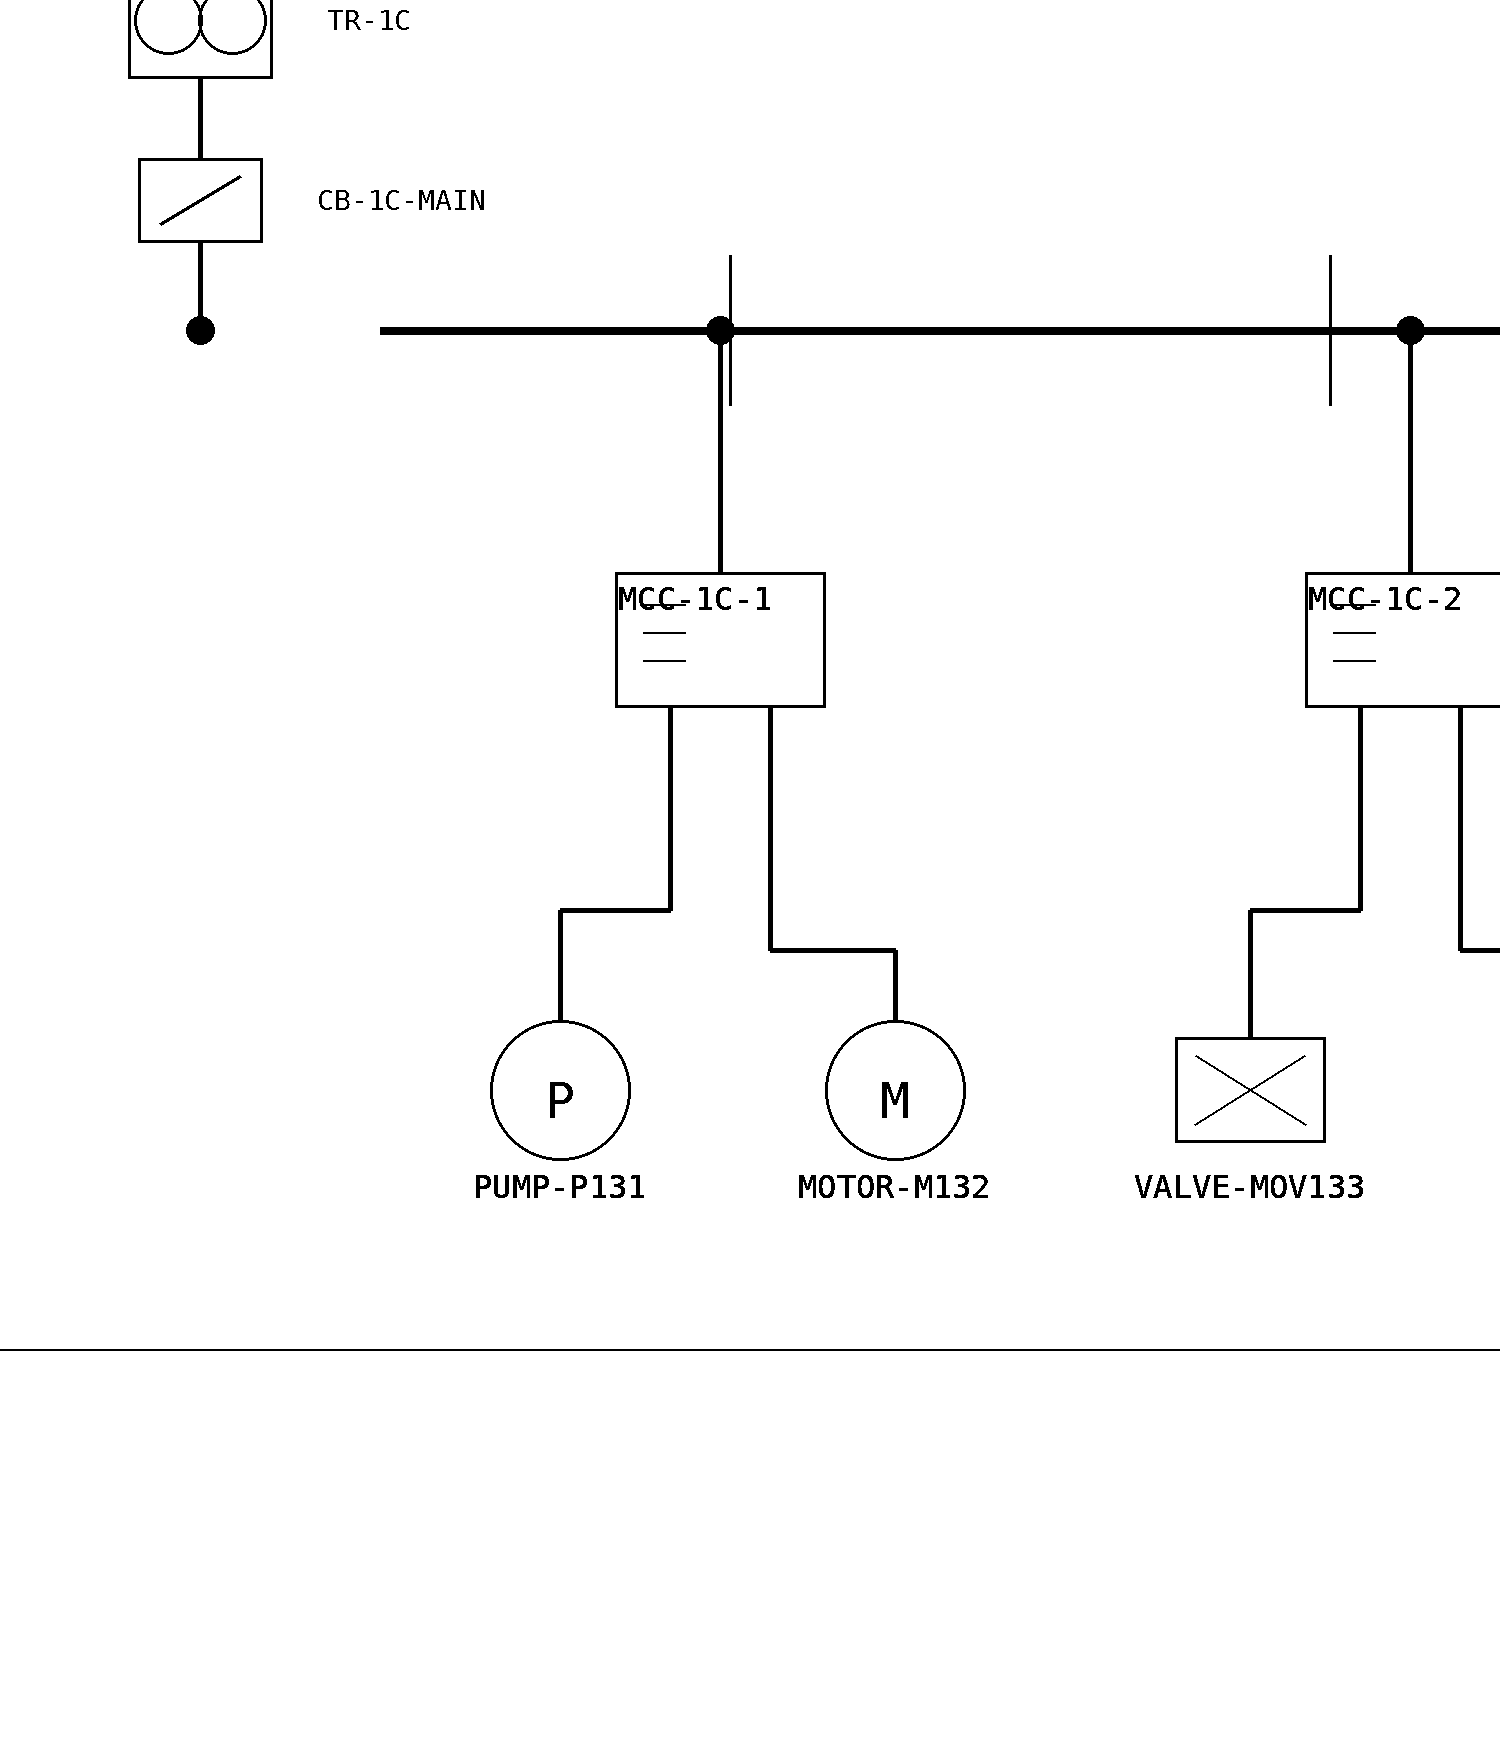 TR-1C
CB-1C-MAIN
MCC-1C-1
MCC-1C-2
P
M
PUMP-P131
MOTOR-M132
VALVE-MOV133